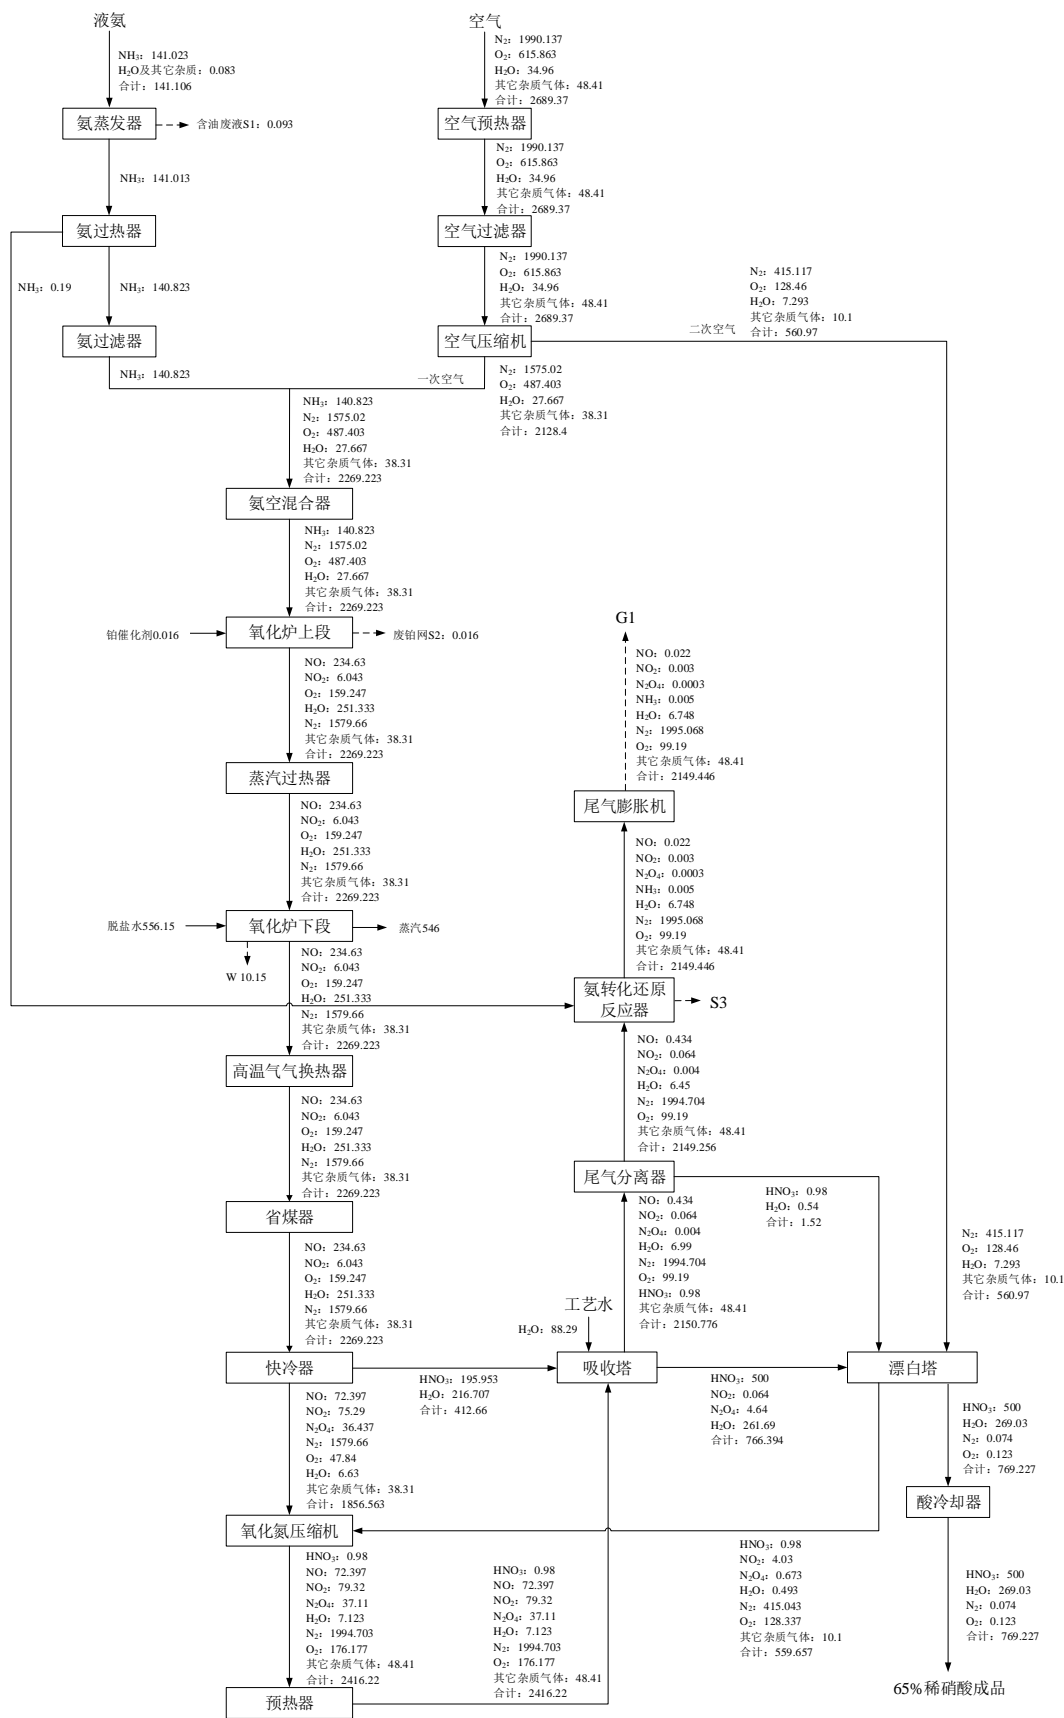 液氨
NH₃：141.023
H₂O及其它杂质：0.083
合计：141.106
氨蒸发器
含油废液S1：0.093
NH₃：141.013
氨过热器
NH₃：0.19
NH₃：140.823
氨过滤器
NH₃：140.823
空气
N₂：1990.137
O₂：615.863
H₂O：34.96
其它杂质气体：48.41
合计：2689.37
空气预热器
N₂：1990.137
O₂：615.863
H₂O：34.96
其它杂质气体：48.41
合计：2689.37
空气过滤器
N₂：1990.137
O₂：615.863
H₂O：34.96
其它杂质气体：48.41
合计：2689.37
空气压缩机
二次空气
N₂：415.117
O₂：128.46
H₂O：7.293
其它杂质气体：10.1
合计：560.97
一次空气
N₂：1575.02
O₂：487.403
H₂O：27.667
其它杂质气体：38.31
合计：2128.4
NH₃：140.823
N₂：1575.02
O₂：487.403
H₂O：27.667
其它杂质气体：38.31
合计：2269.223
氨空混合器
NH₃：140.823
N₂：1575.02
O₂：487.403
H₂O：27.667
其它杂质气体：38.31
合计：2269.223
铂催化剂0.016
氧化炉上段
废铂网S2：0.016
NO：234.63
NO₂：6.043
O₂：159.247
H₂O：251.333
N₂：1579.66
其它杂质气体：38.31
合计：2269.223
蒸汽过热器
NO：234.63
NO₂：6.043
O₂：159.247
H₂O：251.333
N₂：1579.66
其它杂质气体：38.31
合计：2269.223
脱盐水556.15
氧化炉下段
蒸汽546
W 10.15
NO：234.63
NO₂：6.043
O₂：159.247
H₂O：251.333
N₂：1579.66
其它杂质气体：38.31
合计：2269.223
高温气气换热器
NO：234.63
NO₂：6.043
O₂：159.247
H₂O：251.333
N₂：1579.66
其它杂质气体：38.31
合计：2269.223
省煤器
NO：234.63
NO₂：6.043
O₂：159.247
H₂O：251.333
N₂：1579.66
其它杂质气体：38.31
合计：2269.223
快冷器
HNO₃：195.953
H₂O：216.707
合计：412.66
NO：72.397
NO₂：75.29
N₂O₄：36.437
N₂：1579.66
O₂：47.84
H₂O：6.63
其它杂质气体：38.31
合计：1856.563
氧化氮压缩机
HNO₃：0.98
NO：72.397
NO₂：79.32
N₂O₄：37.11
H₂O：7.123
N₂：1994.703
O₂：176.177
其它杂质气体：48.41
合计：2416.22
预热器
HNO₃：0.98
NO：72.397
NO₂：79.32
N₂O₄：37.11
H₂O：7.123
N₂：1994.703
O₂：176.177
其它杂质气体：48.41
合计：2416.22
G1
NO：0.022
NO₂：0.003
N₂O₄：0.0003
NH₃：0.005
H₂O：6.748
N₂：1995.068
O₂：99.19
其它杂质气体：48.41
合计：2149.446
尾气膨胀机
NO：0.022
NO₂：0.003
N₂O₄：0.0003
NH₃：0.005
H₂O：6.748
N₂：1995.068
O₂：99.19
其它杂质气体：48.41
合计：2149.446
氨转化还原
反应器
S3
NO：0.434
NO₂：0.064
N₂O₄：0.004
H₂O：6.45
N₂：1994.704
O₂：99.19
其它杂质气体：48.41
合计：2149.256
尾气分离器
HNO₃：0.98
H₂O：0.54
合计：1.52
NO：0.434
NO₂：0.064
N₂O₄：0.004
H₂O：6.99
N₂：1994.704
O₂：99.19
HNO₃：0.98
其它杂质气体：48.41
合计：2150.776
工艺水
H₂O：88.29
吸收塔
HNO₃：500
NO₂：0.064
N₂O₄：4.64
H₂O：261.69
合计：766.394
N₂：415.117
O₂：128.46
H₂O：7.293
其它杂质气体：10.1
合计：560.97
漂白塔
HNO₃：500
H₂O：269.03
N₂：0.074
O₂：0.123
合计：769.227
酸冷却器
HNO₃：0.98
NO₂：4.03
N₂O₄：0.673
H₂O：0.493
N₂：415.043
O₂：128.337
其它杂质气体：10.1
合计：559.657
HNO₃：500
H₂O：269.03
N₂：0.074
O₂：0.123
合计：769.227
65%稀硝酸成品